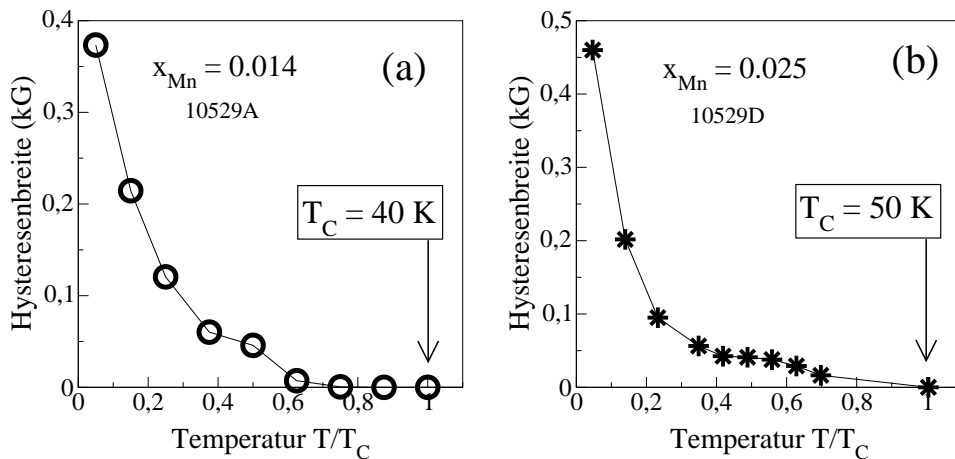 (a)
x_Mn = 0.014
10529A
T_C = 40 K
Hysteresenbreite (kG)
0,4
0,3
0,2
0,1
0
0 0,2 0,4 0,6 0,8 1
Temperatur T/T_C
(b)
x_Mn = 0.025
10529D
T_C = 50 K
Hysteresenbreite (kG)
0,5
0,4
0,3
0,2
0,1
0
0 0,2 0,4 0,6 0,8 1
Temperatur T/T_C